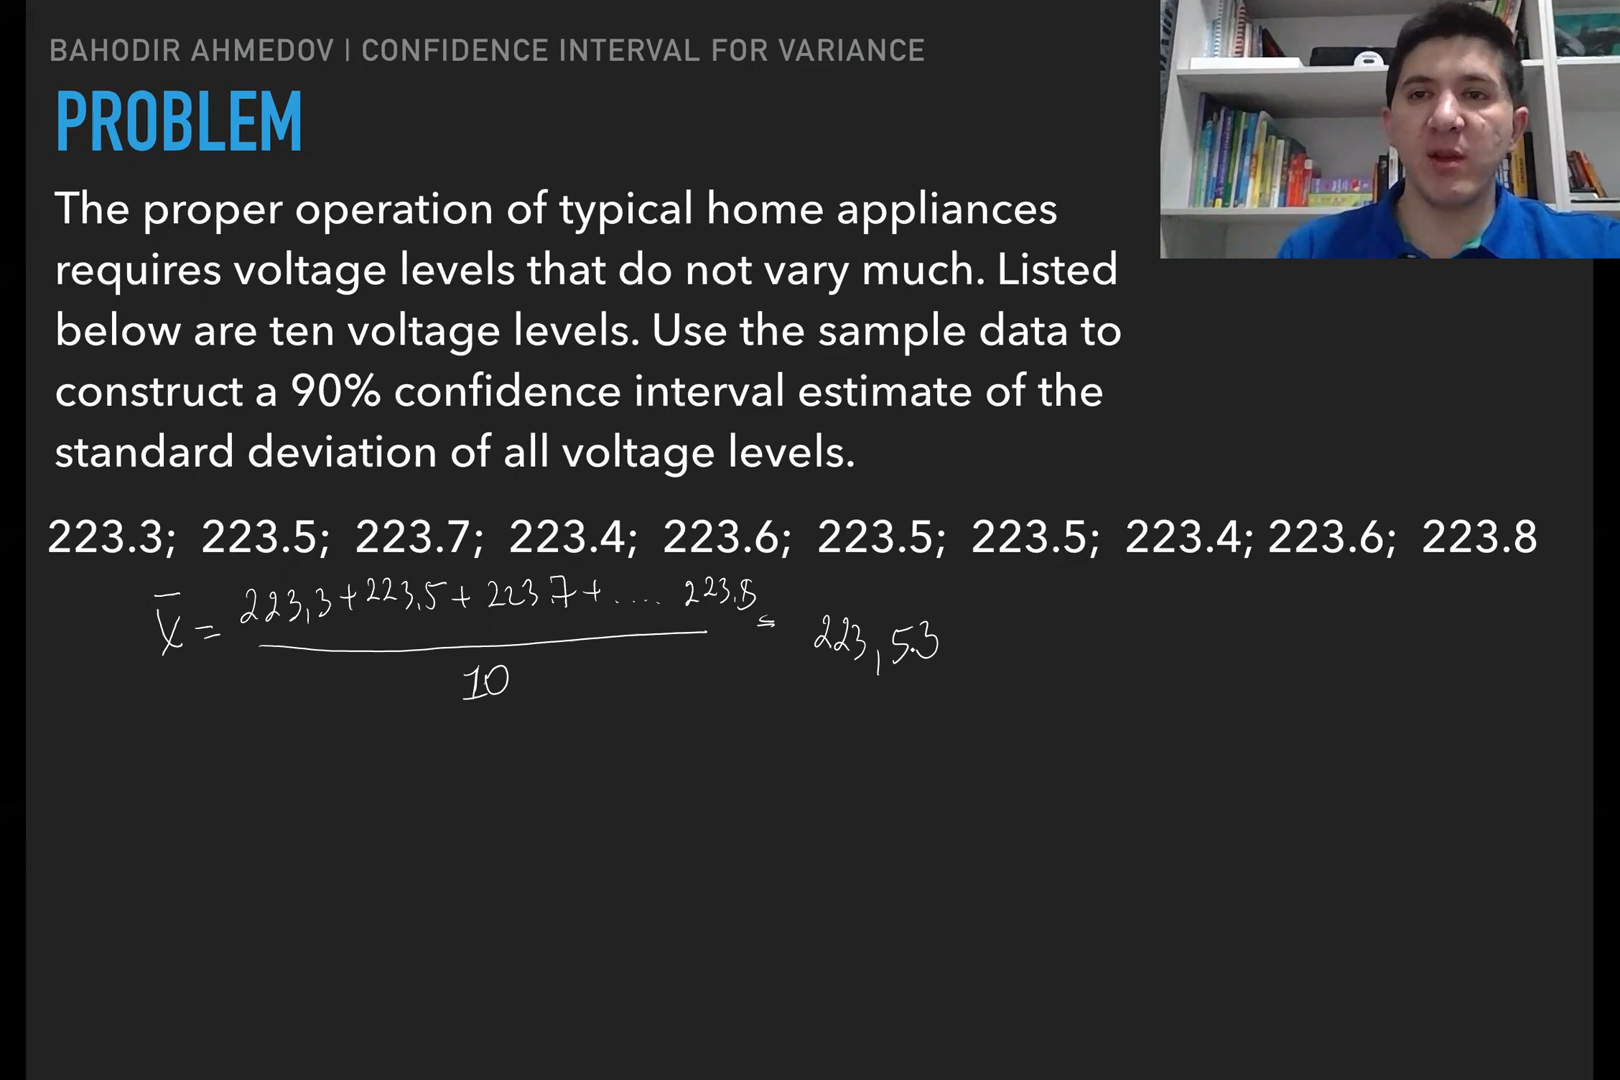 BAHODIR AHMEDOV | CONFIDENCE INTERVAL FOR VARIANCE
PROBLEM
The proper operation of typical home appliances
requires voltage levels that do not vary much. Listed
below are ten voltage levels. Use the sample data to
construct a 90% confidence interval estimate of the
standard deviation of all voltage levels.
223.3; 223.5; 223.7; 223.4; 223.6; 223.5; 223.5; 223.4; 223.6; 223.8
x̄ = 223,3 + 223,5 + 223.7 + .... 223.8 = 223,53
10